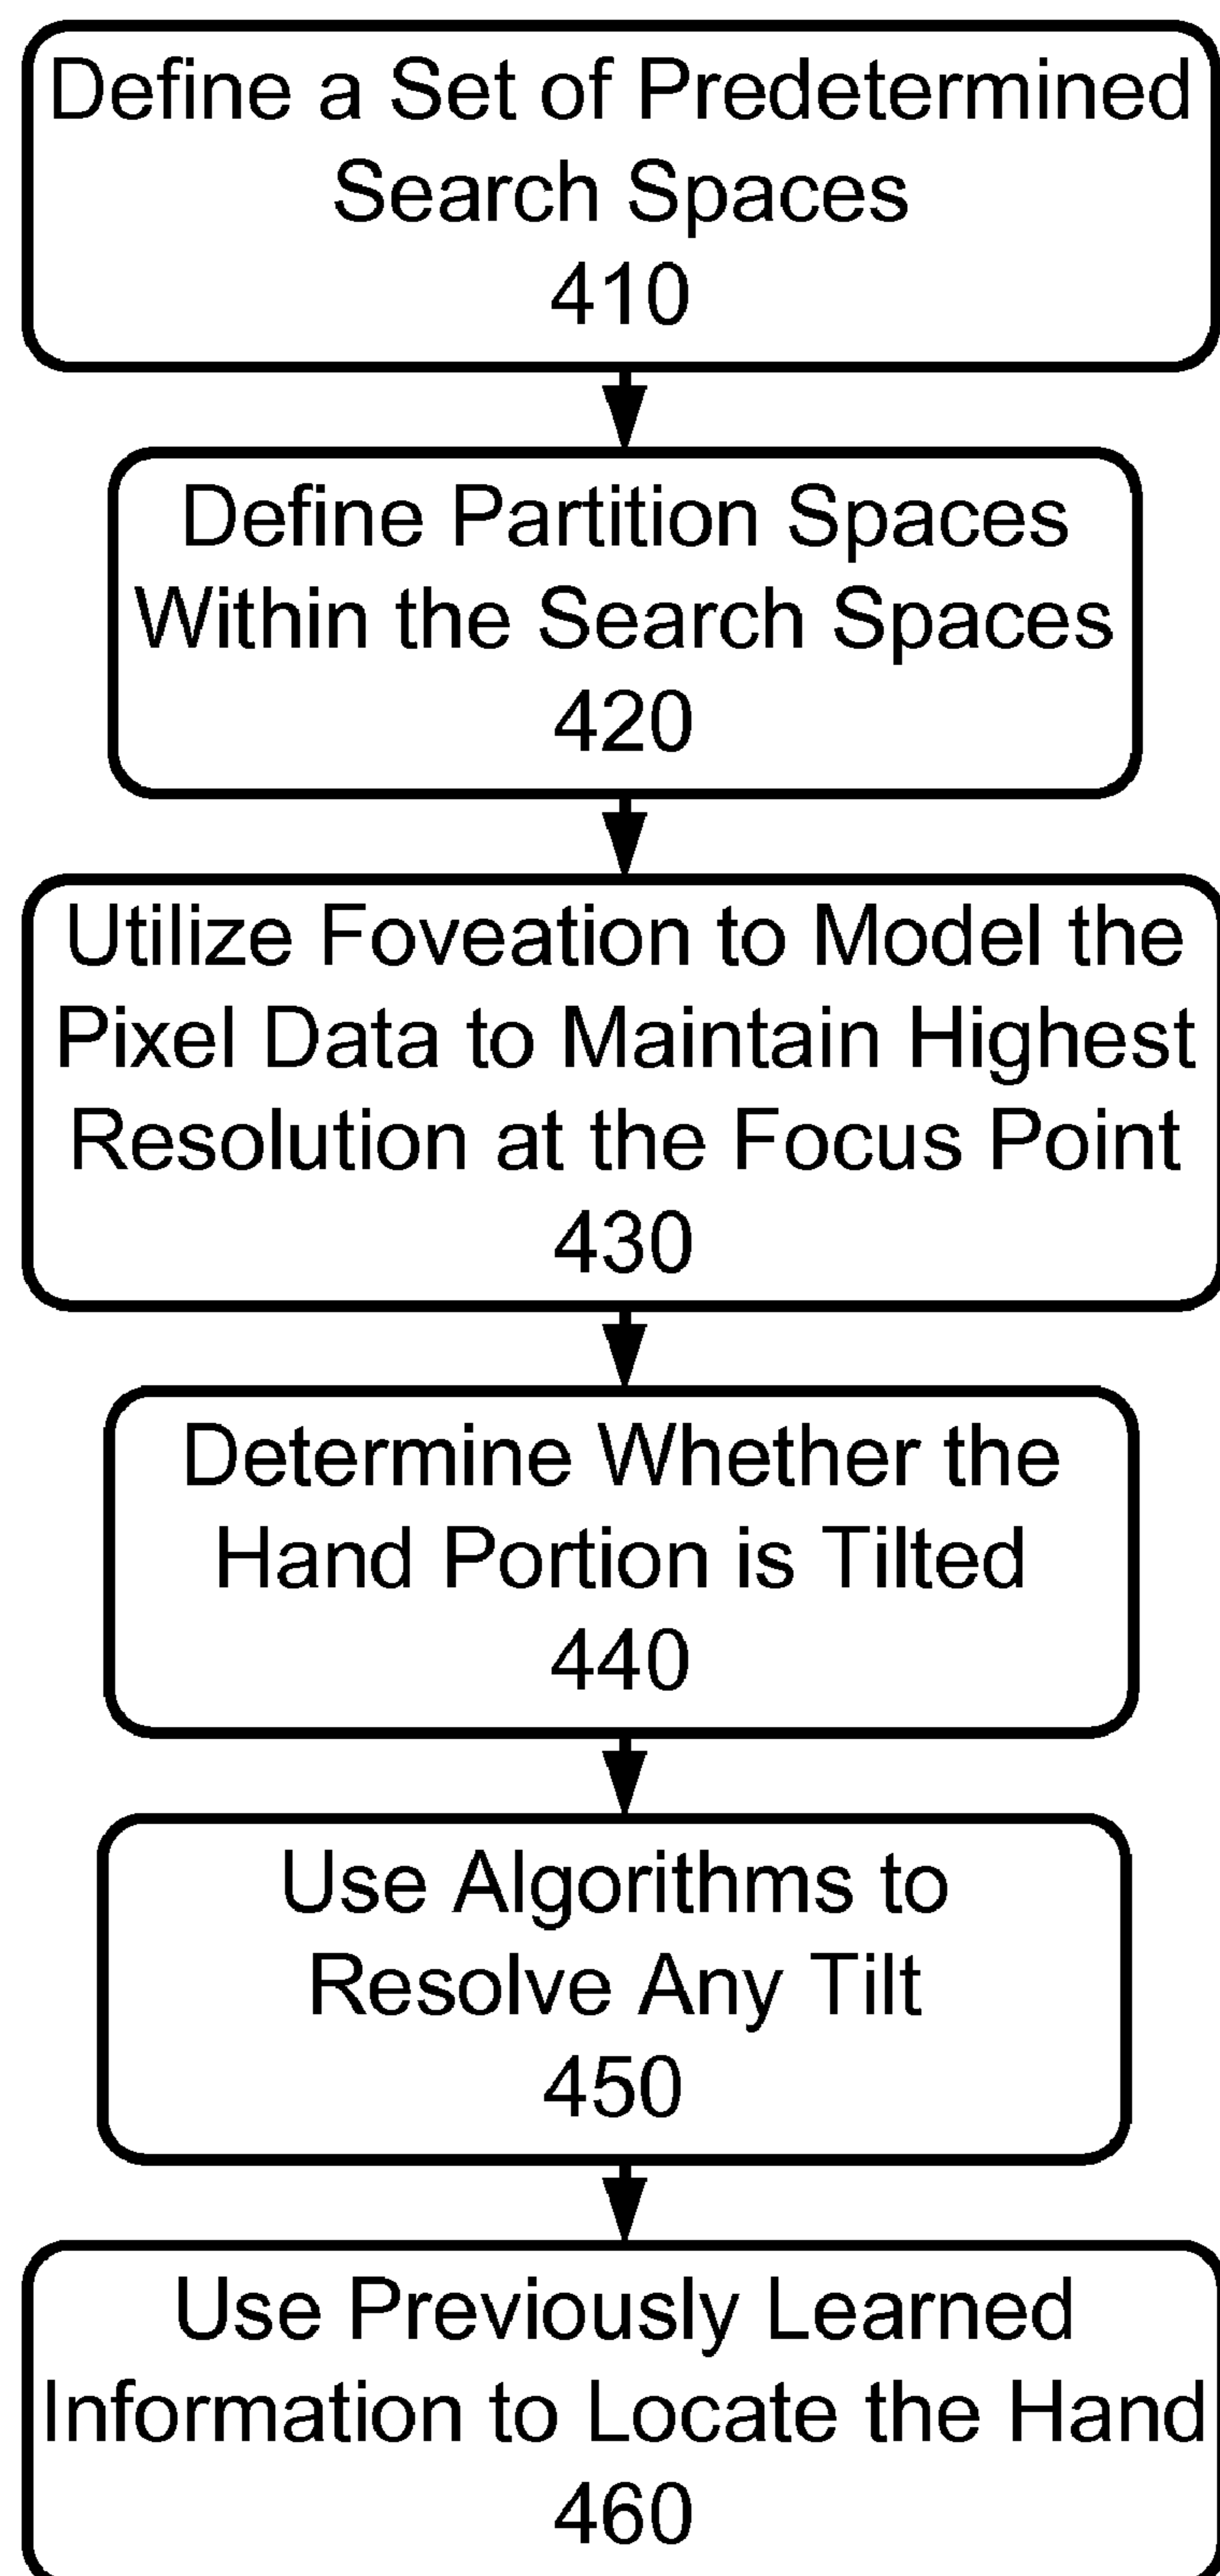 Define a Set of Predetermined
Search Spaces
410
Define Partition Spaces
Within the Search Spaces
420
Utilize Foveation to Model the
Pixel Data to Maintain Highest
Resolution at the Focus Point
430
Determine Whether the
Hand Portion is Tilted
440
Use Algorithms to
Resolve Any Tilt
450
Use Previously Learned
Information to Locate the Hand
460